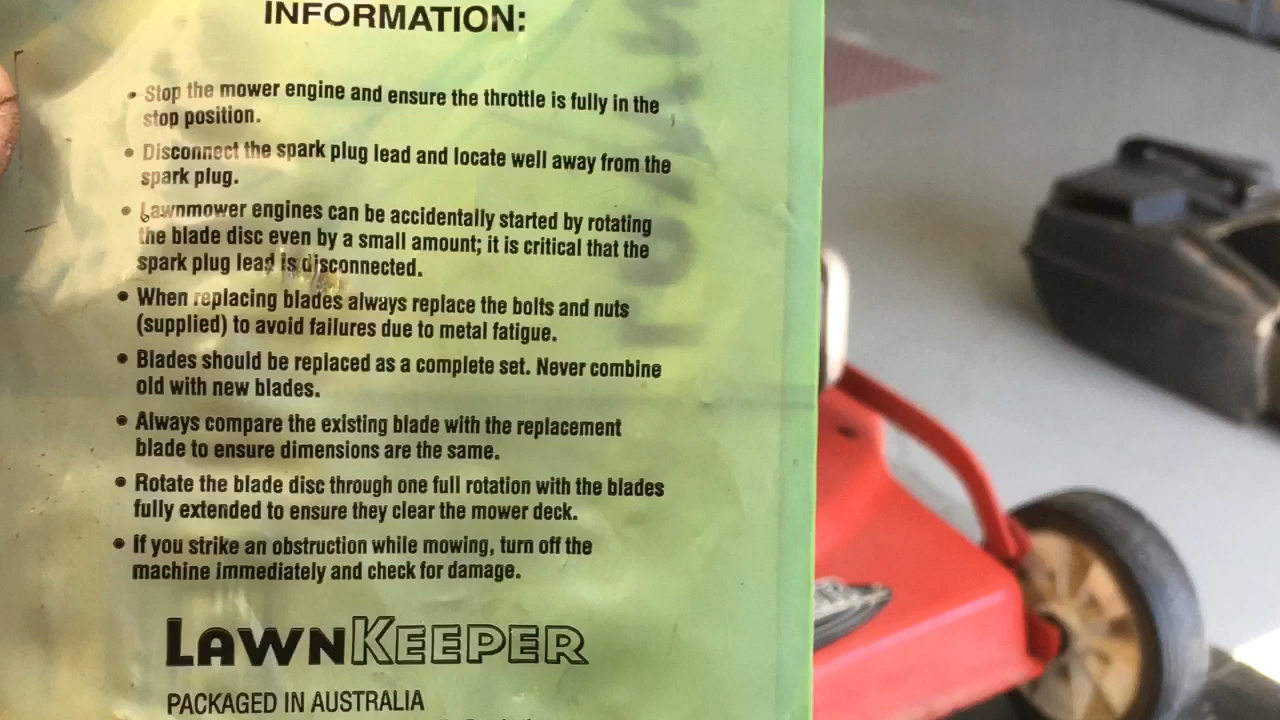 INFORMATION:
• Stop the mower engine and ensure the throttle is fully in the
stop position.
• Disconnect the spark plug lead and locate well away from the
spark plug.
• Lawnmower engines can be accidentally started by rotating
the blade disc even by a small amount; it is critical that the
spark plug lead is disconnected.
• When replacing blades always replace the bolts and nuts
(supplied) to avoid failures due to metal fatigue.
• Blades should be replaced as a complete set. Never combine
old with new blades.
• Always compare the existing blade with the replacement
blade to ensure dimensions are the same.
• Rotate the blade disc through one full rotation with the blades
fully extended to ensure they clear the mower deck.
• If you strike an obstruction while mowing, turn off the
machine immediately and check for damage.
LAWNKEEPER
PACKAGED IN AUSTRALIA